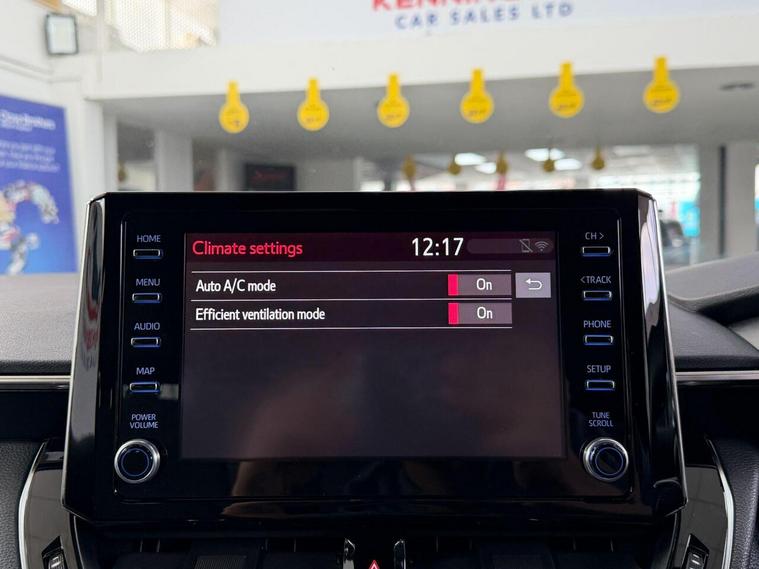 CAR SALES LTD
HOME
MENU
AUDIO
MAP
POWER
VOLUME
Climate settings
12:17
Auto A/C mode
On
Efficient ventilation mode
On
CH >
<TRACK
PHONE
SETUP
TUNE
SCROLL